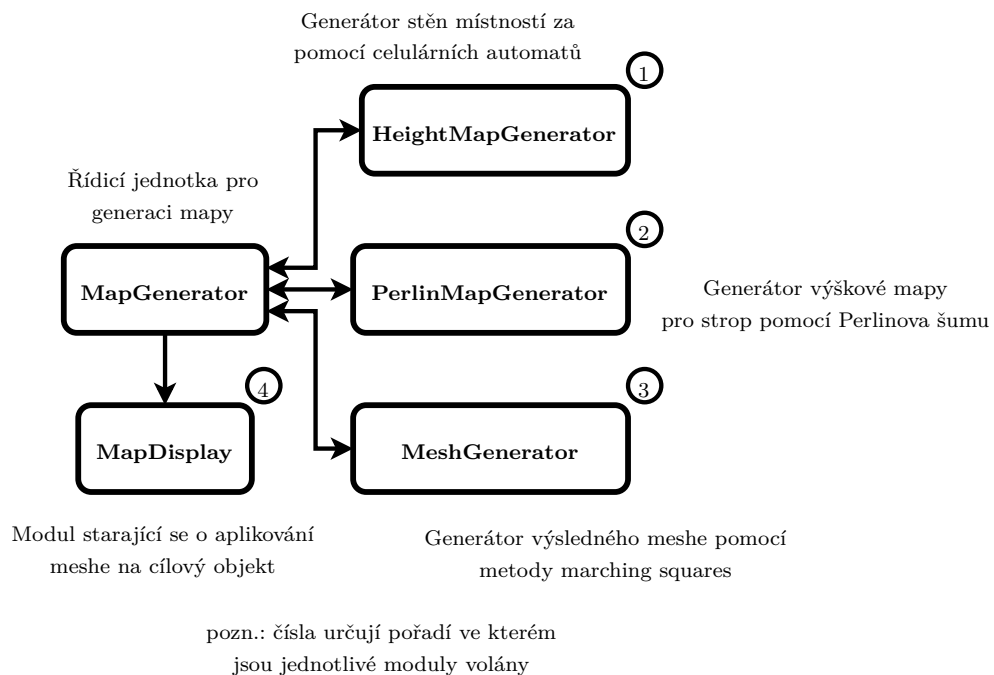 Generátor stěn místností za
pomocí celulárních automatů
1
HeightMapGenerator
Řídicí jednotka pro
generaci mapy
2
MapGenerator
PerlinMapGenerator
Generátor výškové mapy
pro strop pomocí Perlinova šumu
4
3
MapDisplay
MeshGenerator
Modul starající se o aplikování
meshe na cílový objekt
Generátor výsledného meshe pomocí
metody marching squares
pozn.: čísla určují pořadí ve kterém
jsou jednotlivé moduly volány